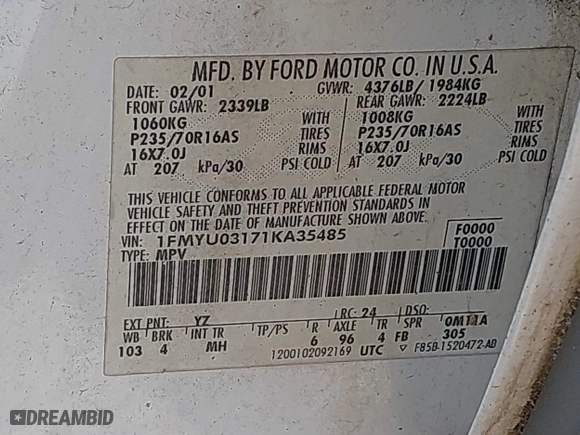 MFD. BY FORD MOTOR CO. IN U.S.A.
DATE: 02/01 GVWR: 4376LB/ 1984KG
FRONT GAWR: 2339LB REAR GAWR: 2224LB
1060KG WITH 1008KG WITH
P235/70R16AS TIRES P235/70R16AS TIRES
16X7.0J RIMS 16X7.0J RIMS
AT 207 kPa/30 PSI COLD AT 207 kPa/30 PSI COLD
THIS VEHICLE CONFORMS TO ALL APPLICABLE FEDERAL MOTOR
VEHICLE SAFETY AND THEFT PREVENTION STANDARDS IN
EFFECT ON THE DATE OF MANUFACTURE SHOWN ABOVE.
VIN: 1FMYU03171KA35485 F0000
TYPE: MPV T0000
EXT PNT: YZ RC: 24 DSO:
WB BRK INT TR TP/PS R AXLE TR SPR 0M11A
103 4 MH 6 96 4 FB 305
1200102092169 UTC F85B-1520472-AD
DREAMBID